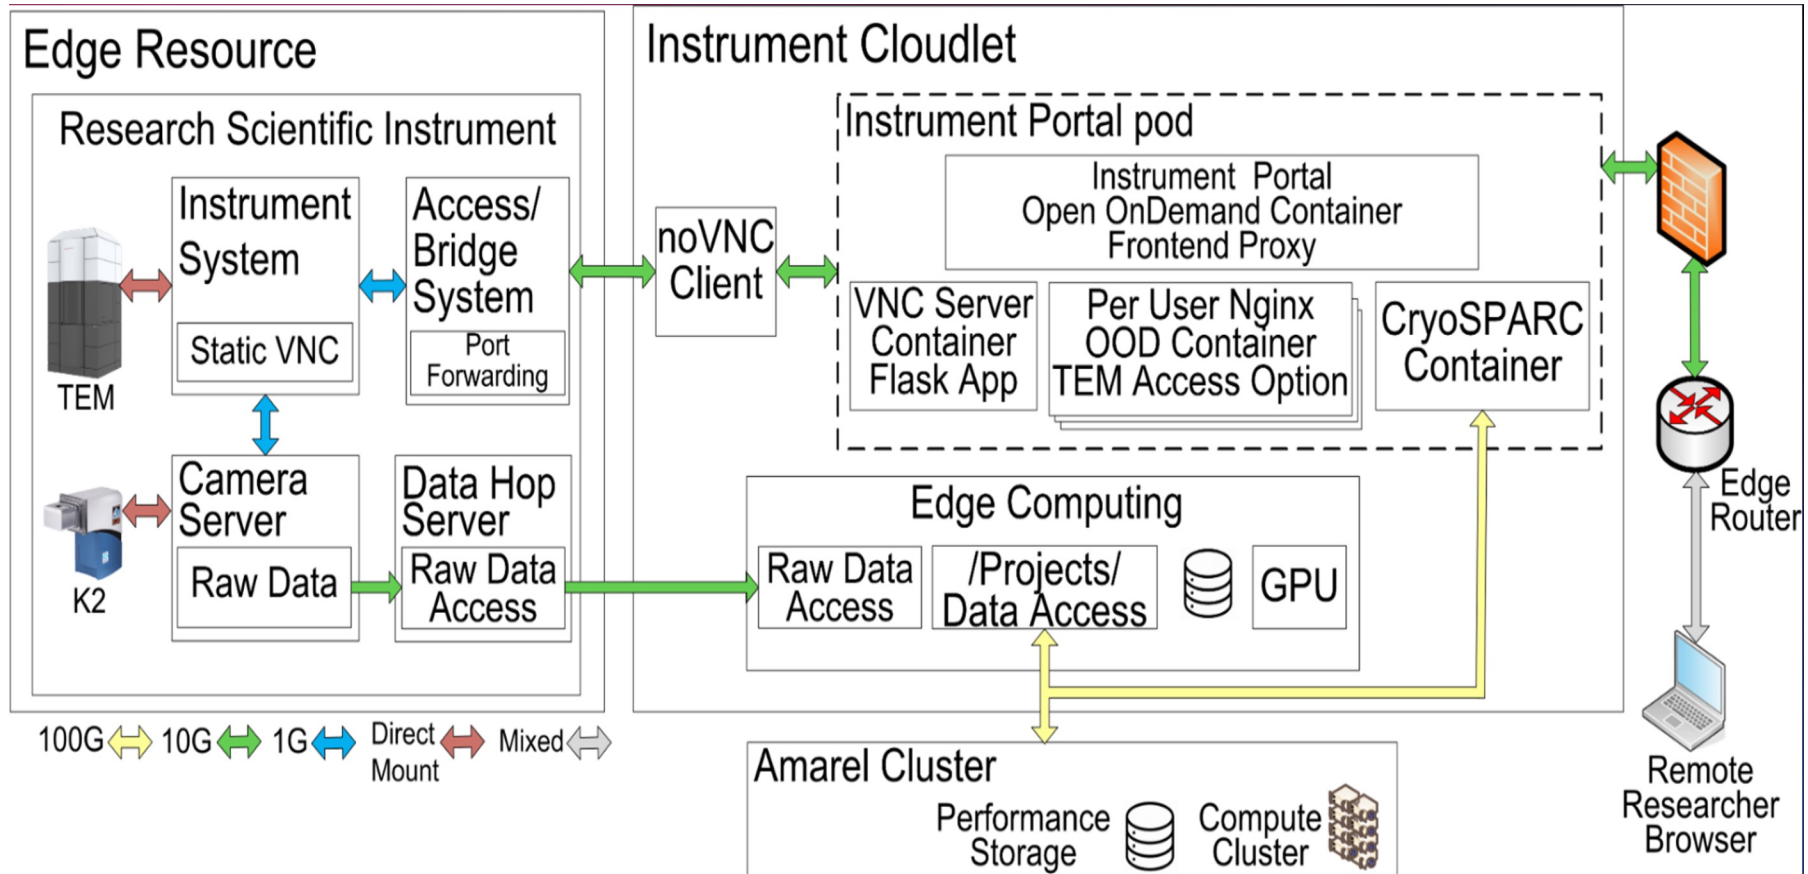 Edge Resource
Research Scientific Instrument
Instrument
System
Static VNC
Access/
Bridge
System
Port
Forwarding
TEM
Camera
Server
Raw Data
Data Hop
Server
Raw Data
Access
K2
100G
10G
1G
Direct
Mount
Mixed
noVNC
Client
Instrument Cloudlet
Instrument Portal pod
Instrument Portal
Open OnDemand Container
Frontend Proxy
VNC Server
Container
Flask App
Per User Nginx
OOD Container
TEM Access Option
CryoSPARC
Container
Edge Computing
Raw Data
Access
/Projects/
Data Access
GPU
Amarel Cluster
Performance
Storage
Compute
Cluster
Edge
Router
Remote
Researcher
Browser